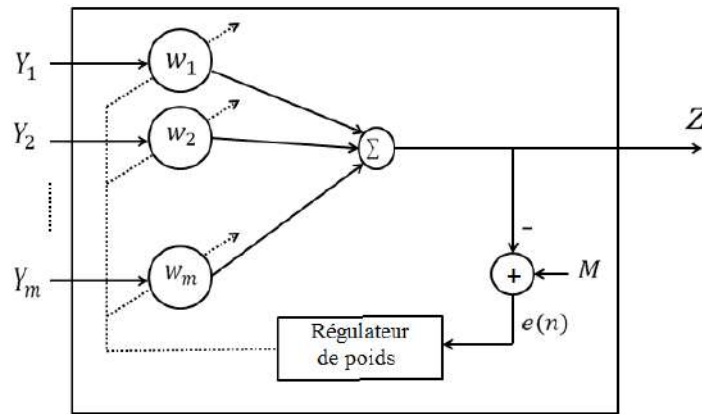 Y1
w1
Y2
w2
Σ
Z
-
Ym
wm
+
M
e(n)
Régulateur
de poids